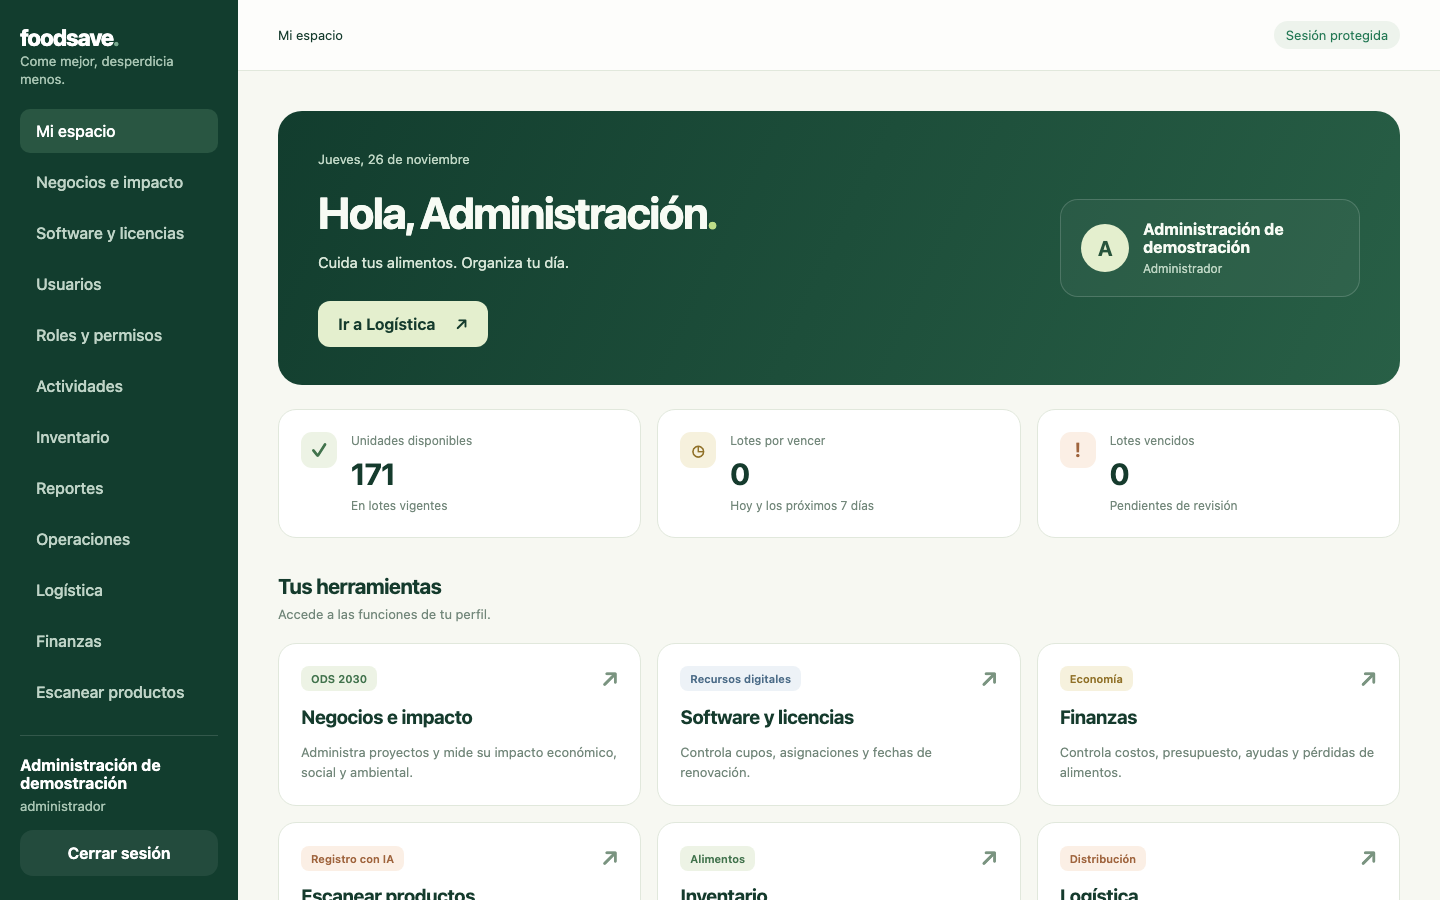 foodsave.
Come mejor, desperdicia
menos.
Mi espacio
Negocios e impacto
Software y licencias
Usuarios
Roles y permisos
Actividades
Inventario
Reportes
Operaciones
Logística
Finanzas
Escanear productos
Administración de
demostración
administrador
Cerrar sesión
Mi espacio
Sesión protegida
Jueves, 26 de noviembre
Hola, Administración.
Cuida tus alimentos. Organiza tu día.
Ir a Logística
A
Administración de
demostración
Administrador
Unidades disponibles
171
En lotes vigentes
Lotes por vencer
0
Hoy y los próximos 7 días
!
Lotes vencidos
0
Pendientes de revisión
Tus herramientas
Accede a las funciones de tu perfil.
ODS 2030
Negocios e impacto
Administra proyectos y mide su impacto económico,
social y ambiental.
Recursos digitales
Software y licencias
Controla cupos, asignaciones y fechas de
renovación.
Economía
Finanzas
Controla costos, presupuesto, ayudas y pérdidas de
alimentos.
Registro con IA
Escanear productos
Alimentos
Inventario
Distribución
Logística